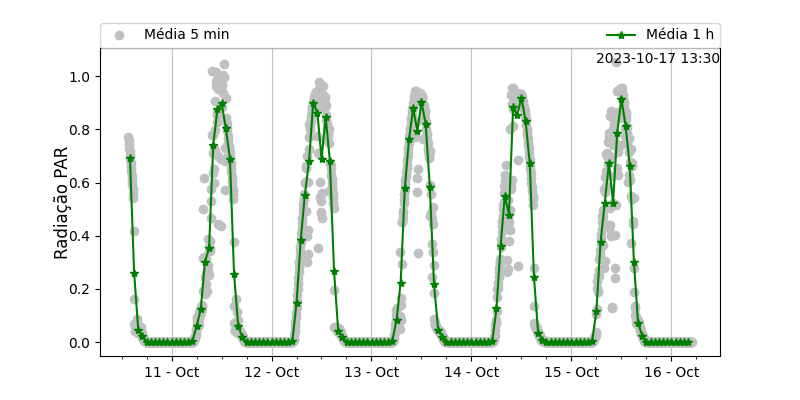 Média 5 min
Média 1 h
2023-10-17 13:30
Radiação PAR
1.0
0.8
0.6
0.4
0.2
0.0
11 - Oct
12 - Oct
13 - Oct
14 - Oct
15 - Oct
16 - Oct